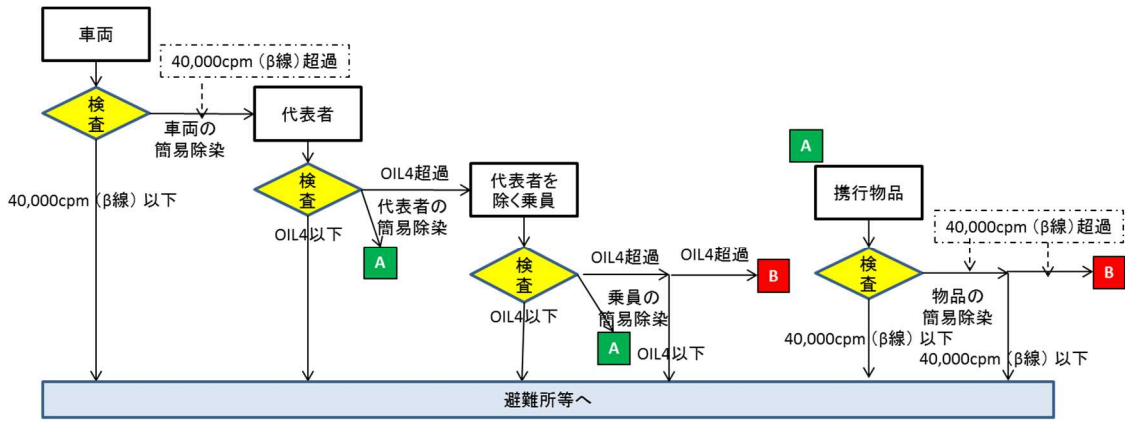 車両
40,000cpm（β線）超過
検
査
車両の
簡易除染
代表者
40,000cpm（β線）以下
検
査
OIL4超過
代表者の
簡易除染
OIL4以下
A
代表者を
除く乗員
検
査
OIL4超過
OIL4超過
B
乗員の
簡易除染
OIL4以下
A
OIL4以下
A
携行物品
40,000cpm（β線）超過
検
査
B
物品の
簡易除染
40,000cpm（β線）以下
40,000cpm（β線）以下
避難所等へ